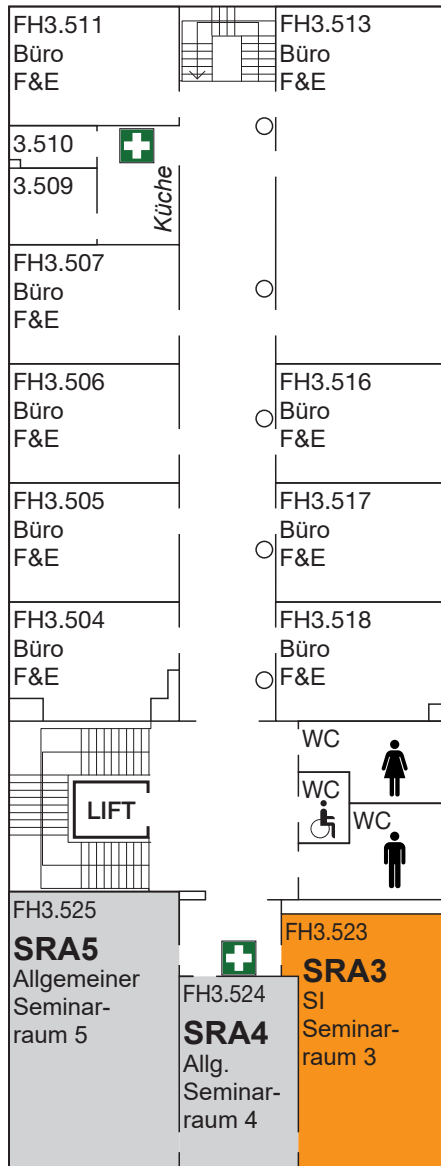 FH3.511
Büro
F&E
FH3.513
Büro
F&E
3.510
3.509
Küche
FH3.507
Büro
F&E
FH3.506
Büro
F&E
FH3.516
Büro
F&E
FH3.505
Büro
F&E
FH3.517
Büro
F&E
FH3.504
Büro
F&E
FH3.518
Büro
F&E
WC
WC
WC
LIFT
FH3.525
SRA5
Allgemeiner
Seminar-
raum 5
FH3.524
SRA4
Allg.
Seminar-
raum 4
FH3.523
SRA3
SI
Seminar-
raum 3